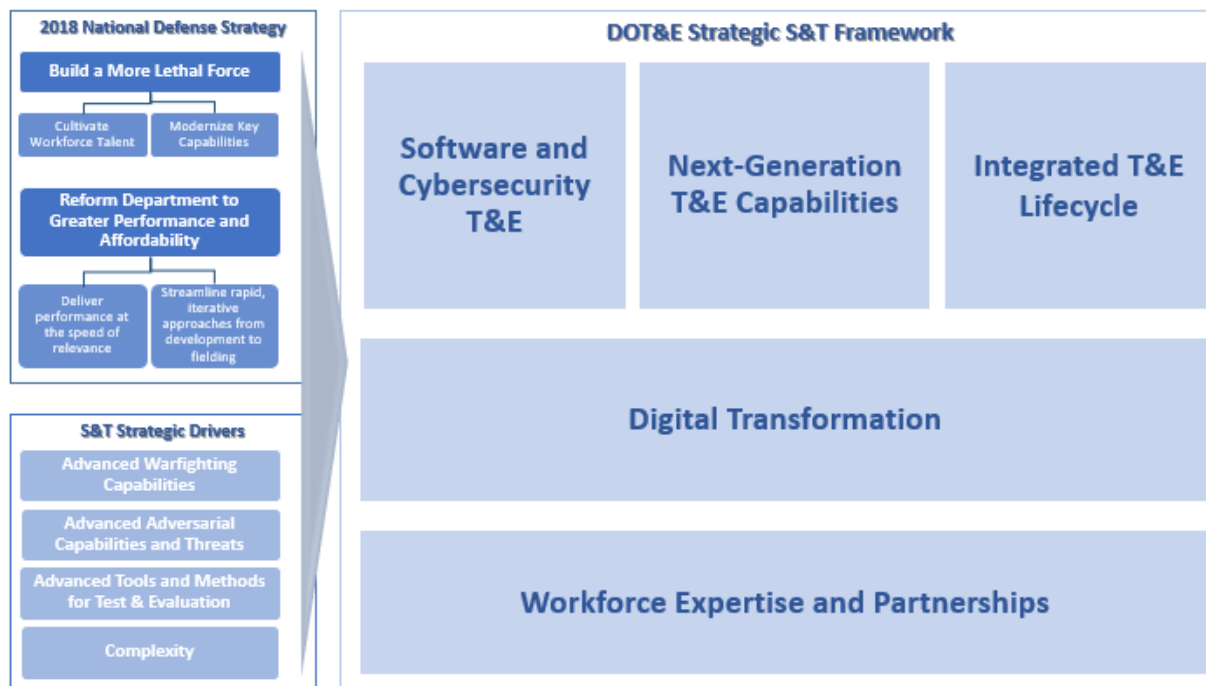 2018 National Defense Strategy
Build a More Lethal Force
Cultivate
Workforce Talent
Modernize Key
Capabilities
Reform Department to
Greater Performance and
Affordability
Deliver
performance at
the speed of
relevance
Streamline rapid,
iterative
approaches from
development to
fielding
S&T Strategic Drivers
Advanced Warfighting
Capabilities
Advanced Adversarial
Capabilities and Threats
Advanced Tools and Methods
for Test & Evaluation
Complexity
DOT&E Strategic S&T Framework
Software and
Cybersecurity
T&E
Next-Generation
T&E Capabilities
Integrated T&E
Lifecycle
Digital Transformation
Workforce Expertise and Partnerships